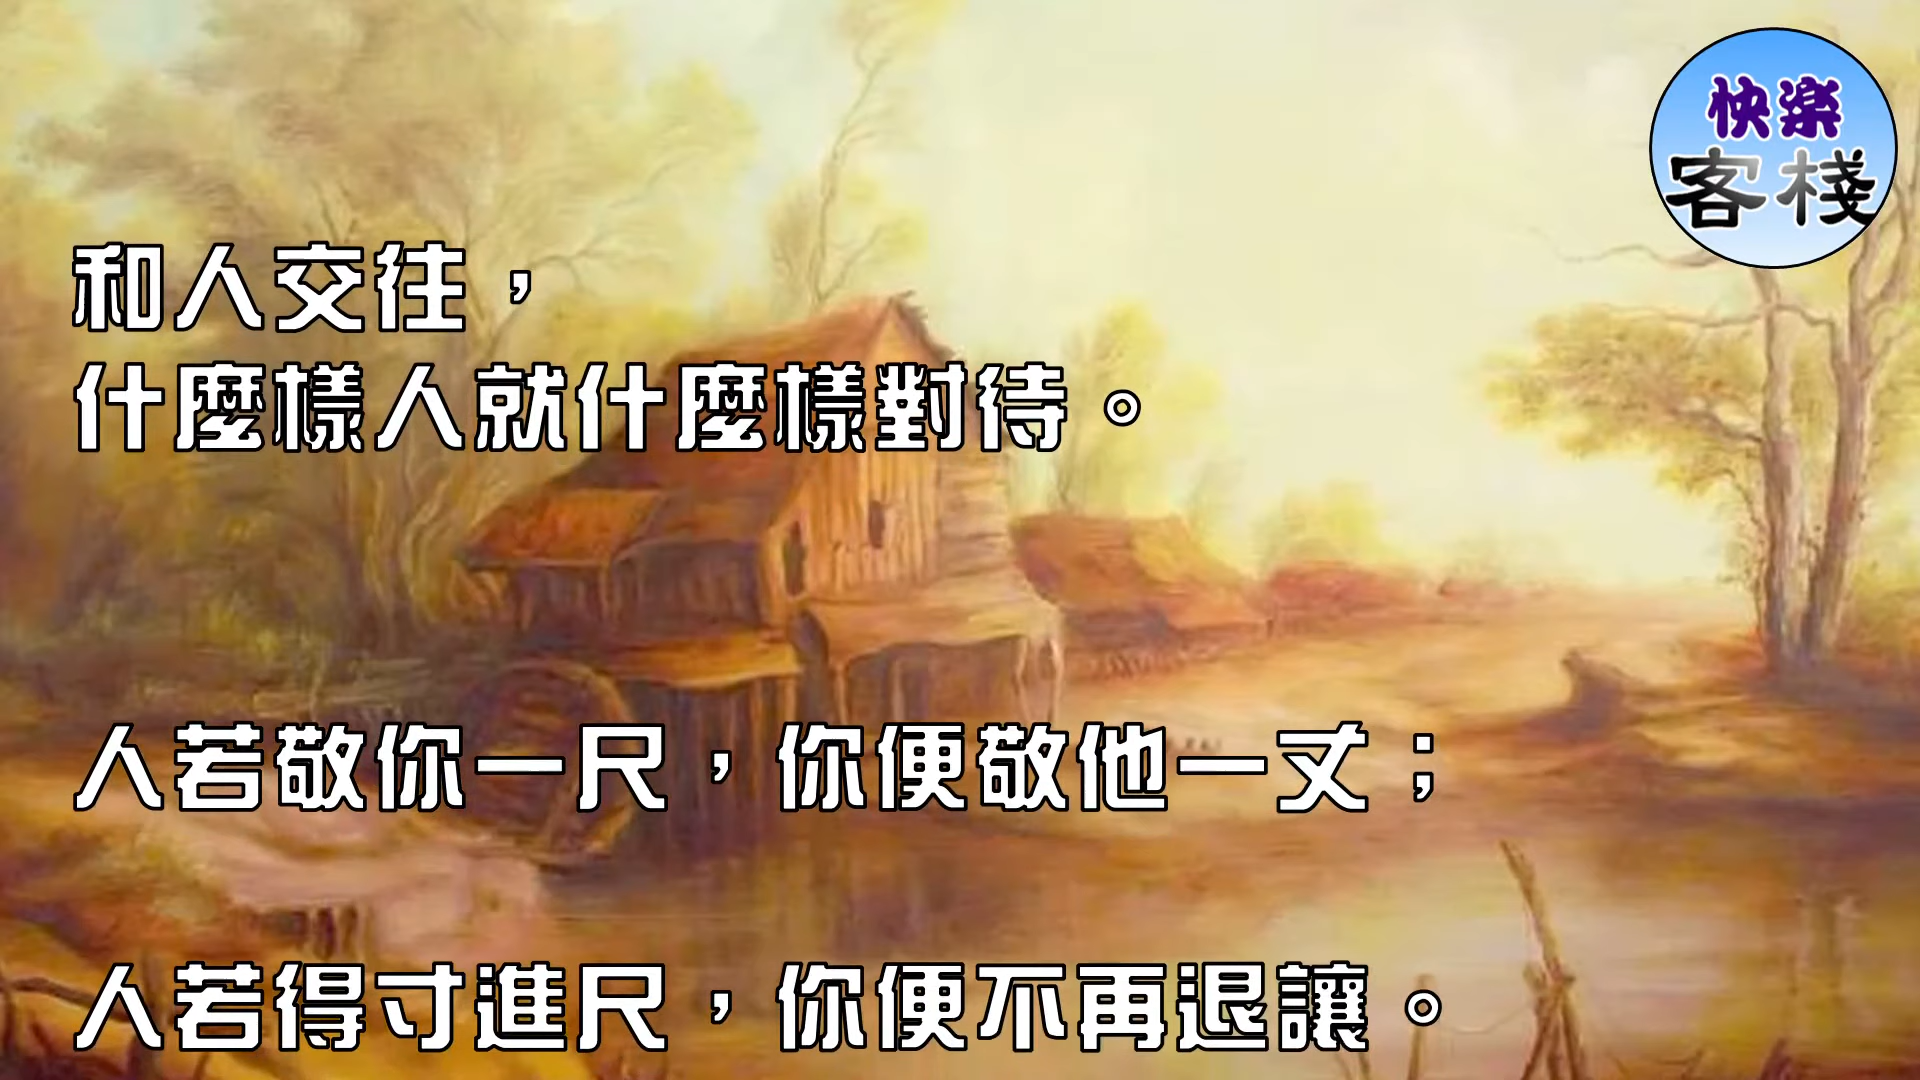 快楽
客栈
和人交往，
什麼樣人就什麼樣對待。
人若敬你一尺，你便敬他一丈；
人若得寸進尺，你便不再退讓。